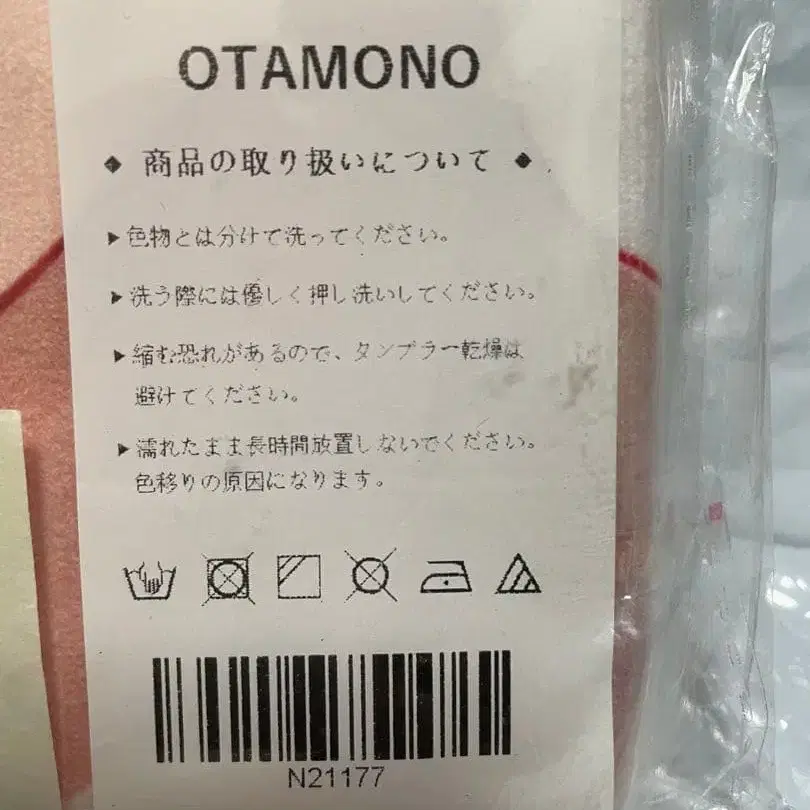 OTAMONO
◆ 商品の取り扱いについて ◆
▶色物とは分けて洗ってください。
▶洗う際には優しく押し洗いしてください。
▶縮む恐れがあるので、タンブラー乾燥は
避けてください。
▶濡れたまま長時間放置しないでください。
色移りの原因になります。
N21177